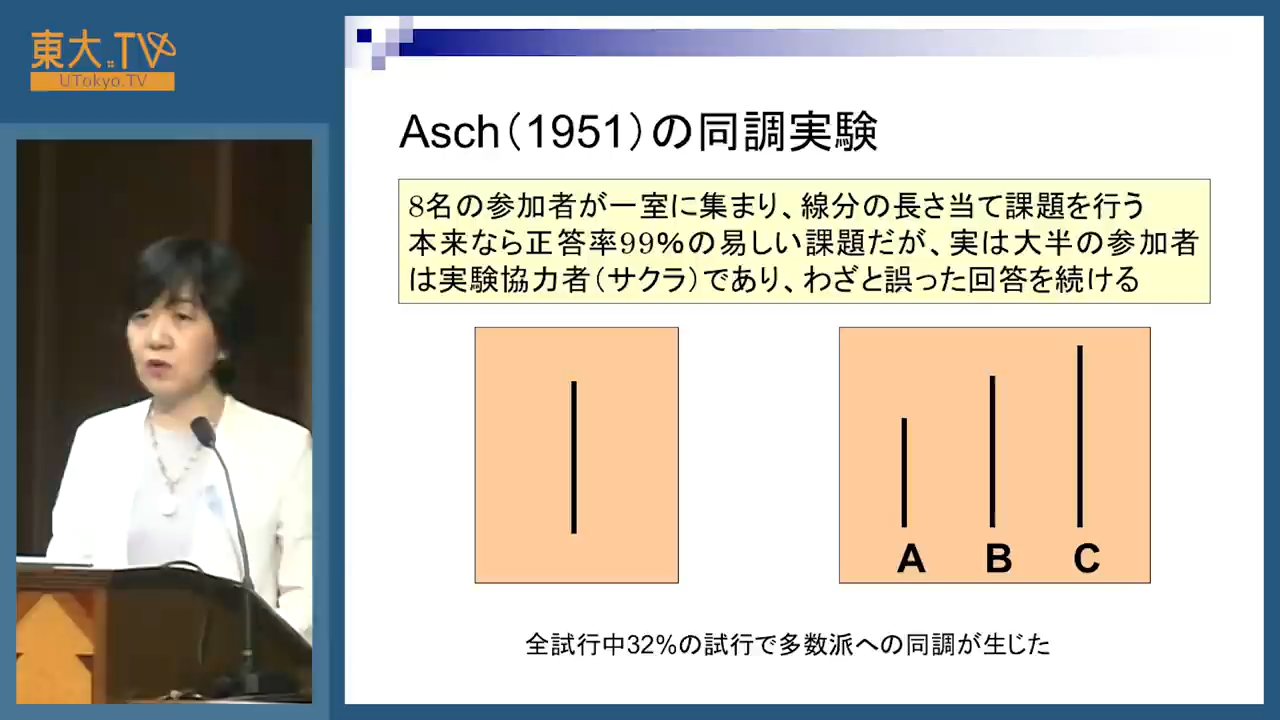 東大.TV
UTokyo.TV
Asch（1951）の同調実験
8名の参加者が一室に集まり、線分の長さ当て課題を行う
本来なら正答率99％の易しい課題だが、実は大半の参加者
は実験協力者（サクラ）であり、わざと誤った回答を続ける
A B C
全試行中32%の試行で多数派への同調が生じた